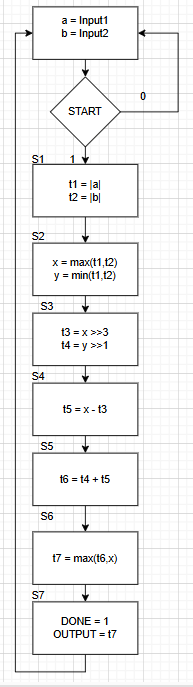 a = Input1
b = Input2
START
0
1
S1
t1 = |a|
t2 = |b|
S2
x = max(t1,t2)
y = min(t1,t2)
S3
t3 = x >>3
t4 = y >>1
S4
t5 = x - t3
S5
t6 = t4 + t5
S6
t7 = max(t6,x)
S7
DONE = 1
OUTPUT = t7